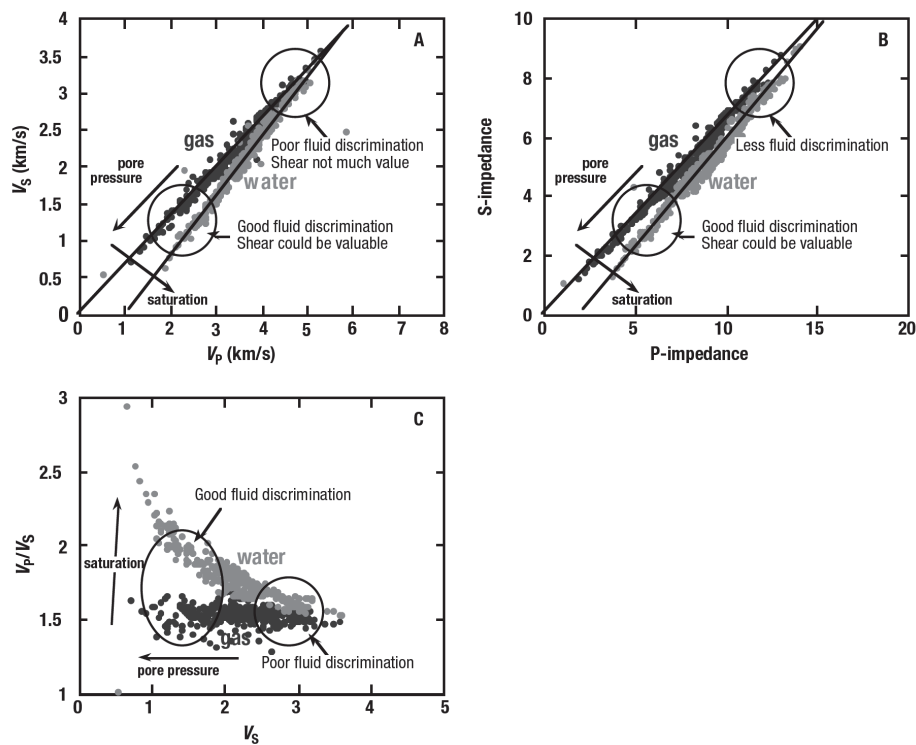 A
4
3.5
3
2.5
2
1.5
1
0.5
0
V_S (km/s)
gas
water
pore
pressure
saturation
Poor fluid discrimination
Shear not much value
Good fluid discrimination
Shear could be valuable
0 1 2 3 4 5 6 7 8
V_P (km/s)
B
10
8
6
4
2
0
S-impedance
gas
water
pore
pressure
saturation
Less fluid discrimination
Good fluid discrimination
Shear could be valuable
0 5 10 15 20
P-impedance
C
3
2.5
2
1.5
1
V_P/V_S
Good fluid discrimination
water
saturation
gas
Poor fluid discrimination
pore pressure
0 1 2 3 4 5
V_S